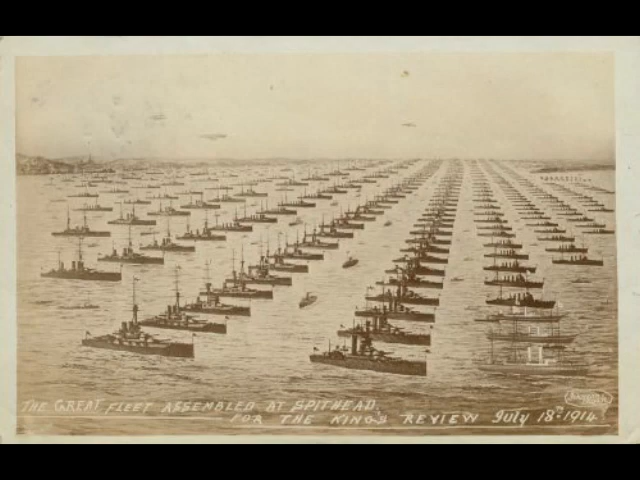 THE GREAT FLEET ASSEMBLED AT SPITHEAD.
FOR THE KING'S REVIEW July 18th 1914